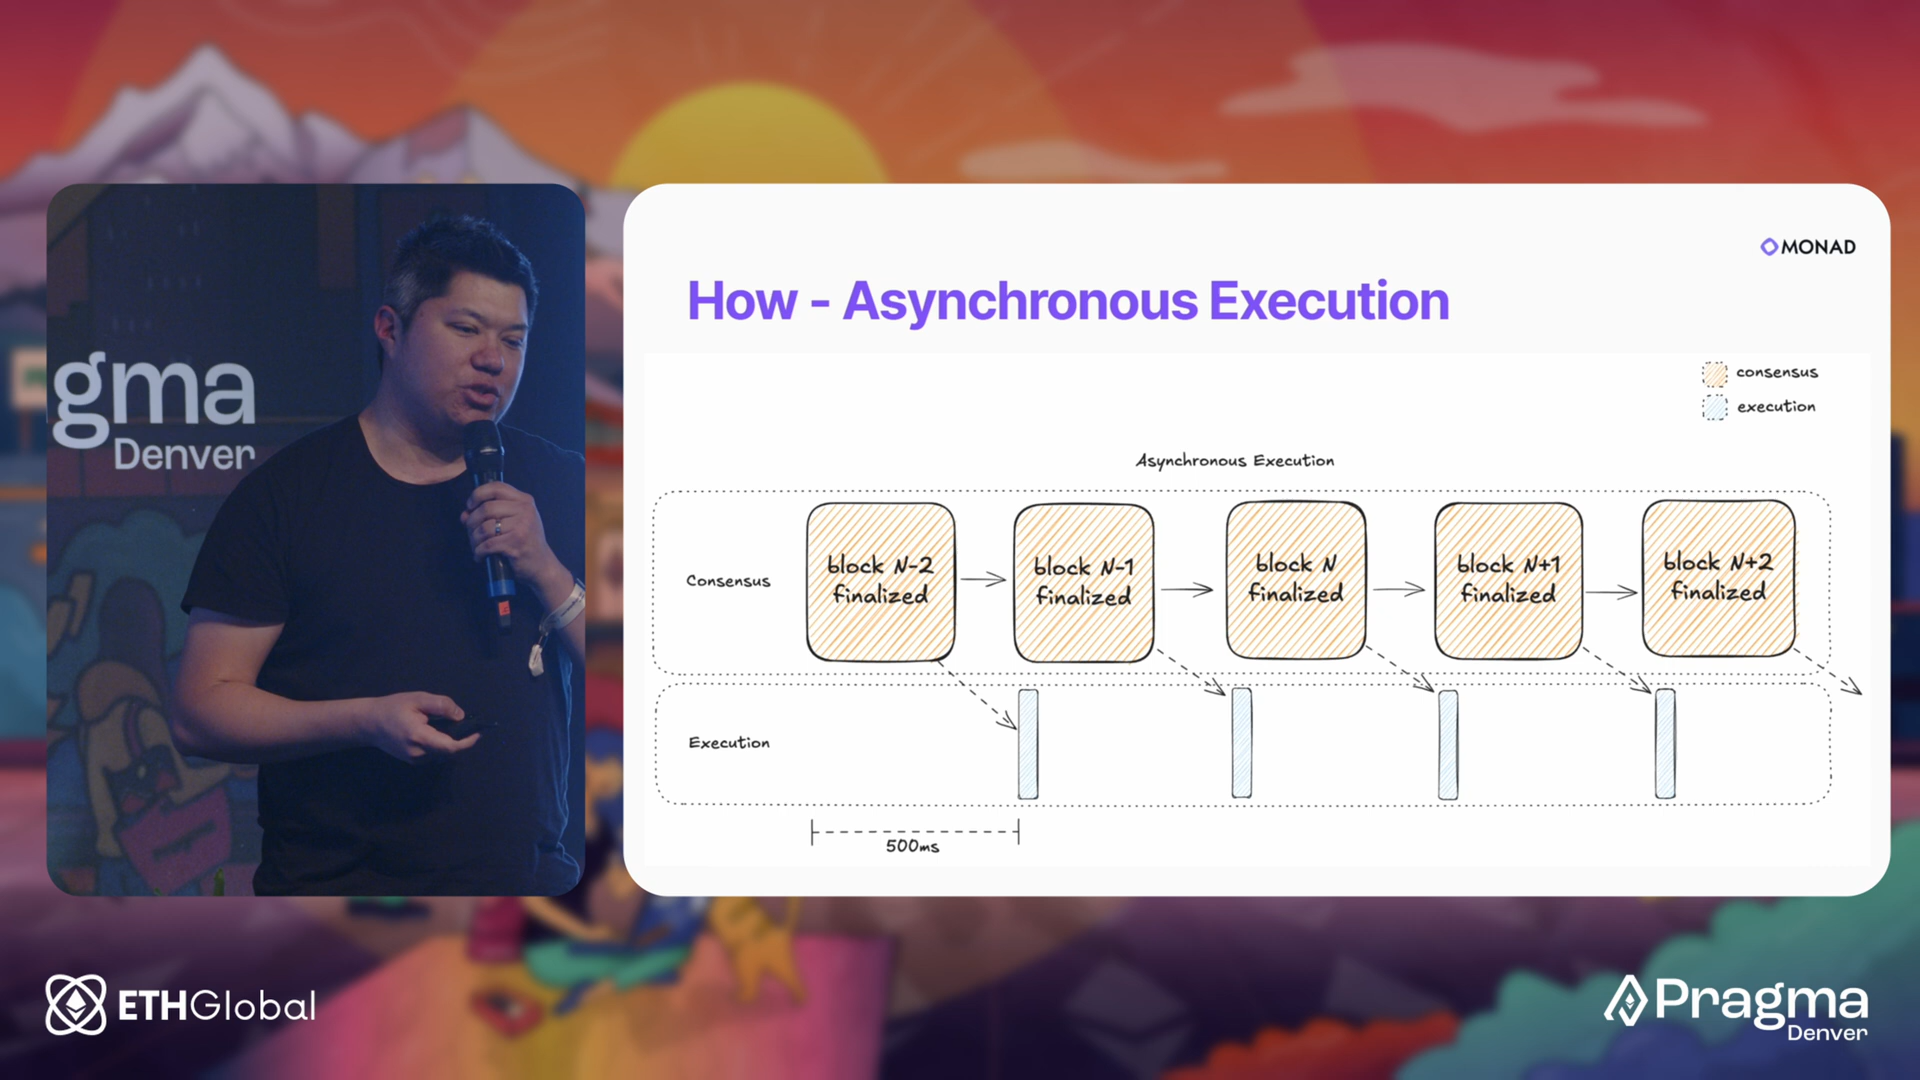 gma
Denver
MONAD
How - Asynchronous Execution
consensus
execution
Asynchronous Execution
Consensus
block N-2
finalized
block N-1
finalized
block N
finalized
block N+1
finalized
block N+2
finalized
Execution
500ms
ETHGlobal
Pragma
Denver